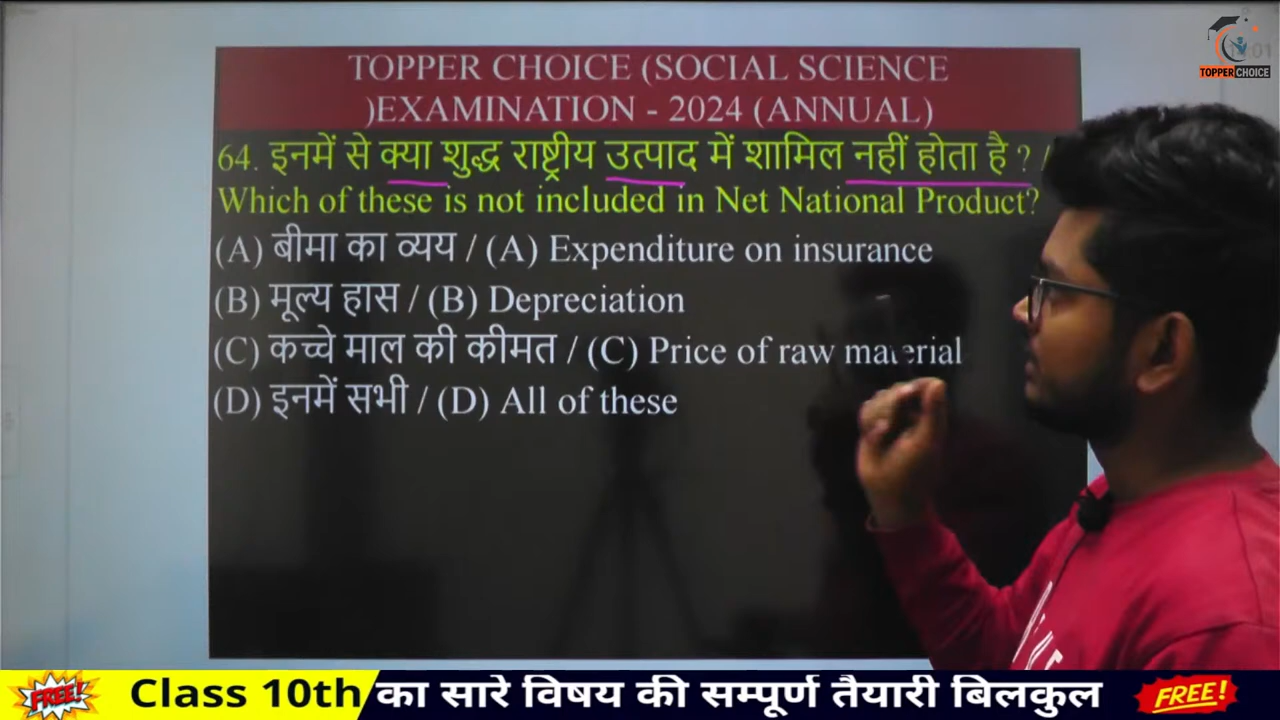 TOPPER CHOICE
TOPPER CHOICE (SOCIAL SCIENCE
)EXAMINATION - 2024 (ANNUAL)
64. इनमें से क्या शुद्ध राष्ट्रीय उत्पाद में शामिल नहीं होता है ? /
Which of these is not included in Net National Product?
(A) बीमा का व्यय / (A) Expenditure on insurance
(B) मूल्य हास / (B) Depreciation
(C) कच्चे माल की कीमत / (C) Price of raw material
(D) इनमें सभी / (D) All of these
FREE! Class 10th का सारे विषय की सम्पूर्ण तैयारी बिलकुल FREE!